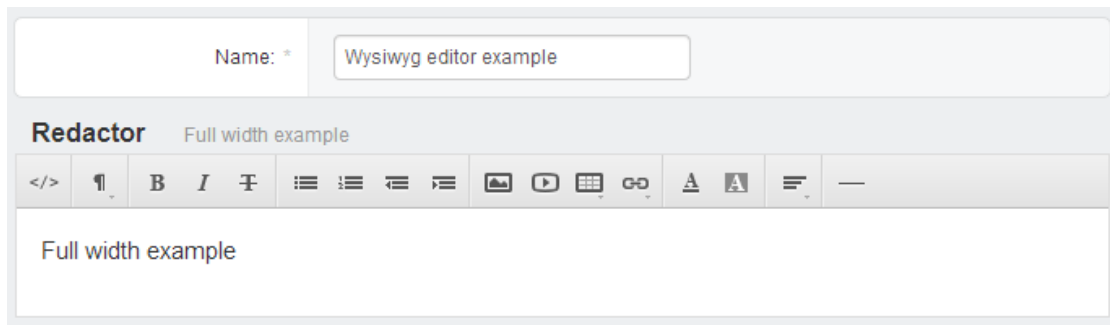 Name: * Wysiwyg editor example
Redactor Full width example
</> ¶ B I T A A
Full width example